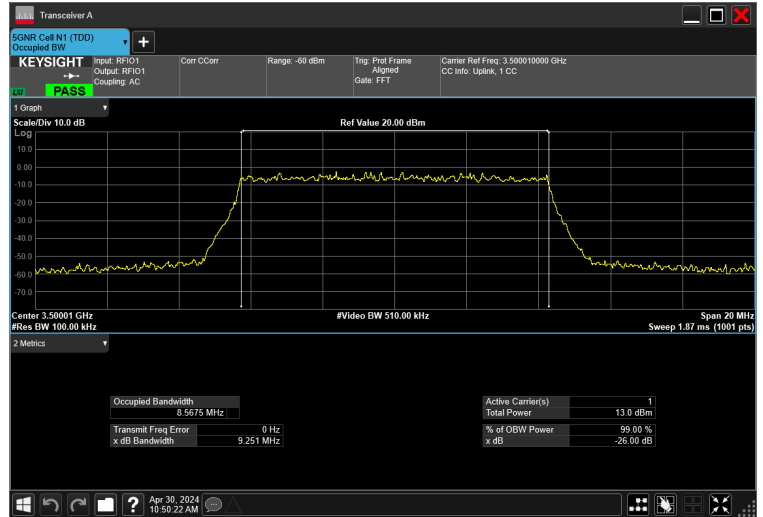 Transceiver A
5GNR Cell N1 (TDD)
Occupied BW
KEYSIGHT
LXI
PASS
Input: RFIO1
Output: RFIO1
Coupling: AC
Corr CCorr
Range: -60 dBm
Trig: Prot Frame
Aligned
Gate: FFT
Carrier Ref Freq: 3.500010000 GHz
CC Info: Uplink, 1 CC
1 Graph
Scale/Div 10.0 dB
Ref Value 20.00 dBm
Log
10.0
0.00
-10.0
-20.0
-30.0
-40.0
-50.0
-60.0
-70.0
Center 3.50001 GHz
#Video BW 510.00 kHz
Span 20 MHz
#Res BW 100.00 kHz
Sweep 1.87 ms (1001 pts)
2 Metrics
Occupied Bandwidth
8.5675 MHz
Transmit Freq Error 0 Hz
x dB Bandwidth 9.251 MHz
Active Carrier(s) 1
Total Power 13.0 dBm
% of OBW Power 99.00 %
x dB -26.00 dB
?
Apr 30, 2024
10:50:22 AM